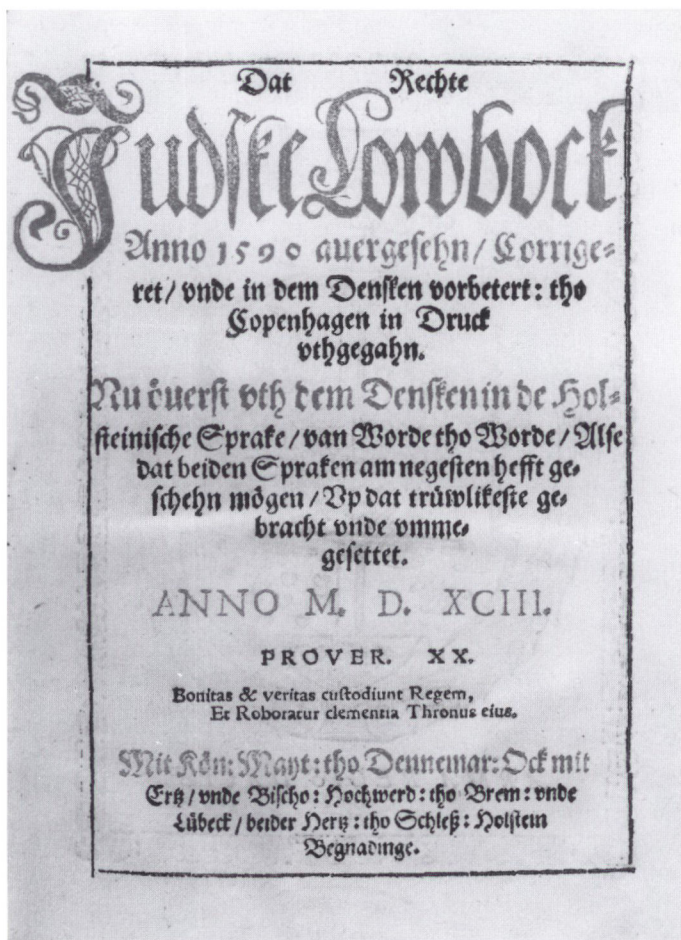 Dat Rechte
Judſke Lowbock
Anno 1590 auergeſehn/ Corrige⸗
ret/ vnde in dem Denſken vorbetert: tho
Copenhagen in Druck
vthgegahn.
Nu öuerſt vth dem Denſken in de Hol⸗
ſteiniſche Sprake/ van Worde tho Worde/ Alſe
dat beiden Spraken am negeſten hefft ge⸗
ſchehn mögen/ Vp dat trüwlikeſte ge⸗
bracht vnde vmme⸗
geſettet.
ANNO M. D. XCIII.
PROVER. XX.
Bonitas & veritas cuſtodiunt Regem,
Et Roboratur clementia Thronus eius.
Mit Kön: Mayt: tho Dennemar: Ock mit
Ertz/ vnde Biſcho: Hochwerd: tho Brem: vnde
Lübeck/ beider Hertz: tho Schleß: Holſtein
Begnadinge.